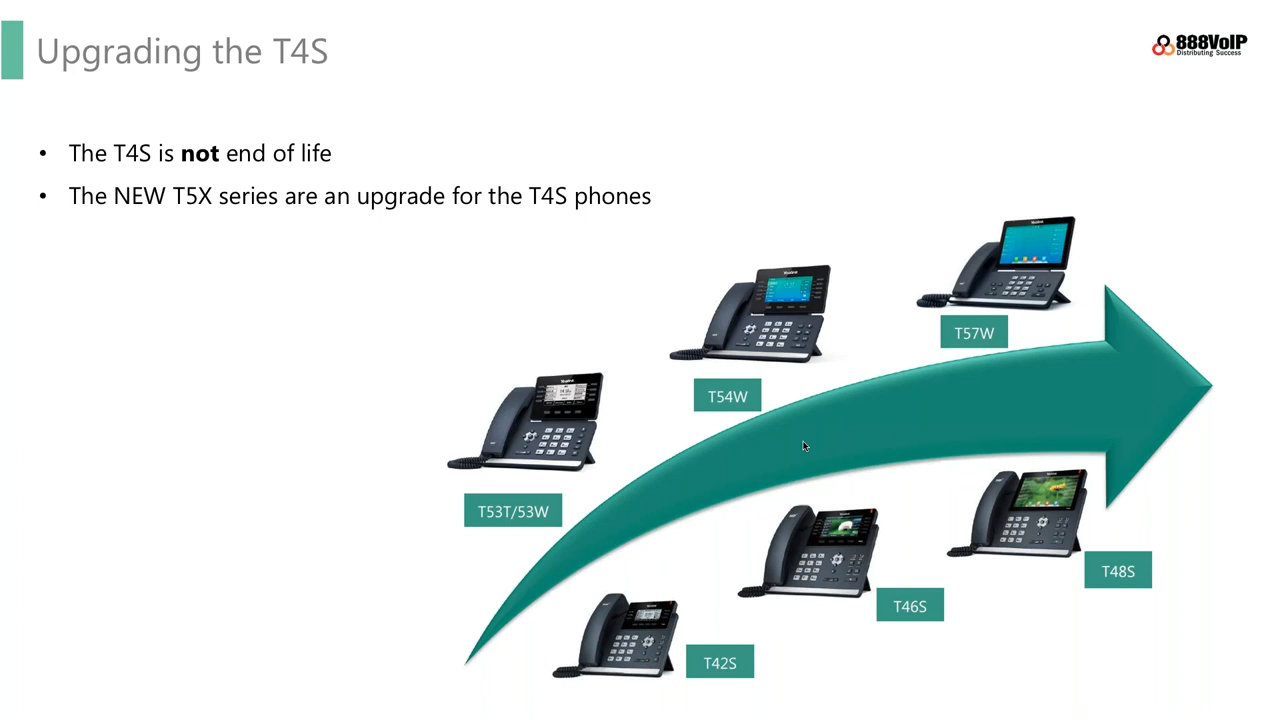 Upgrading the T4S
888VoIP
Distributing Success
• The T4S is not end of life
• The NEW T5X series are an upgrade for the T4S phones
T57W
T54W
T53T/53W
T48S
T46S
T42S